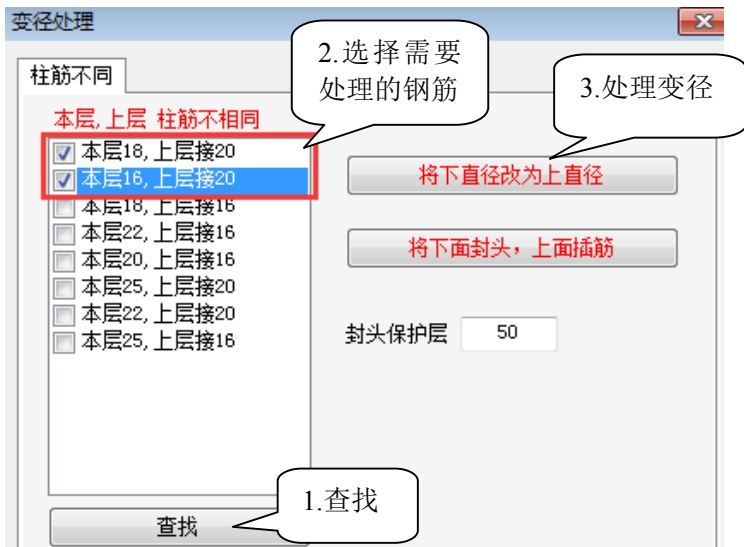 变径处理
2.选择需要
处理的钢筋
柱筋不同
3.处理变径
本层,上层 柱筋不相同
本层18,上层接20
本层16,上层接20
本层18,上层接16
本层22,上层接16
本层20,上层接16
本层25,上层接20
本层22,上层接20
本层25,上层接16
将下直径改为上直径
将下面封头，上面插筋
封头保护层 50
1.查找
查找